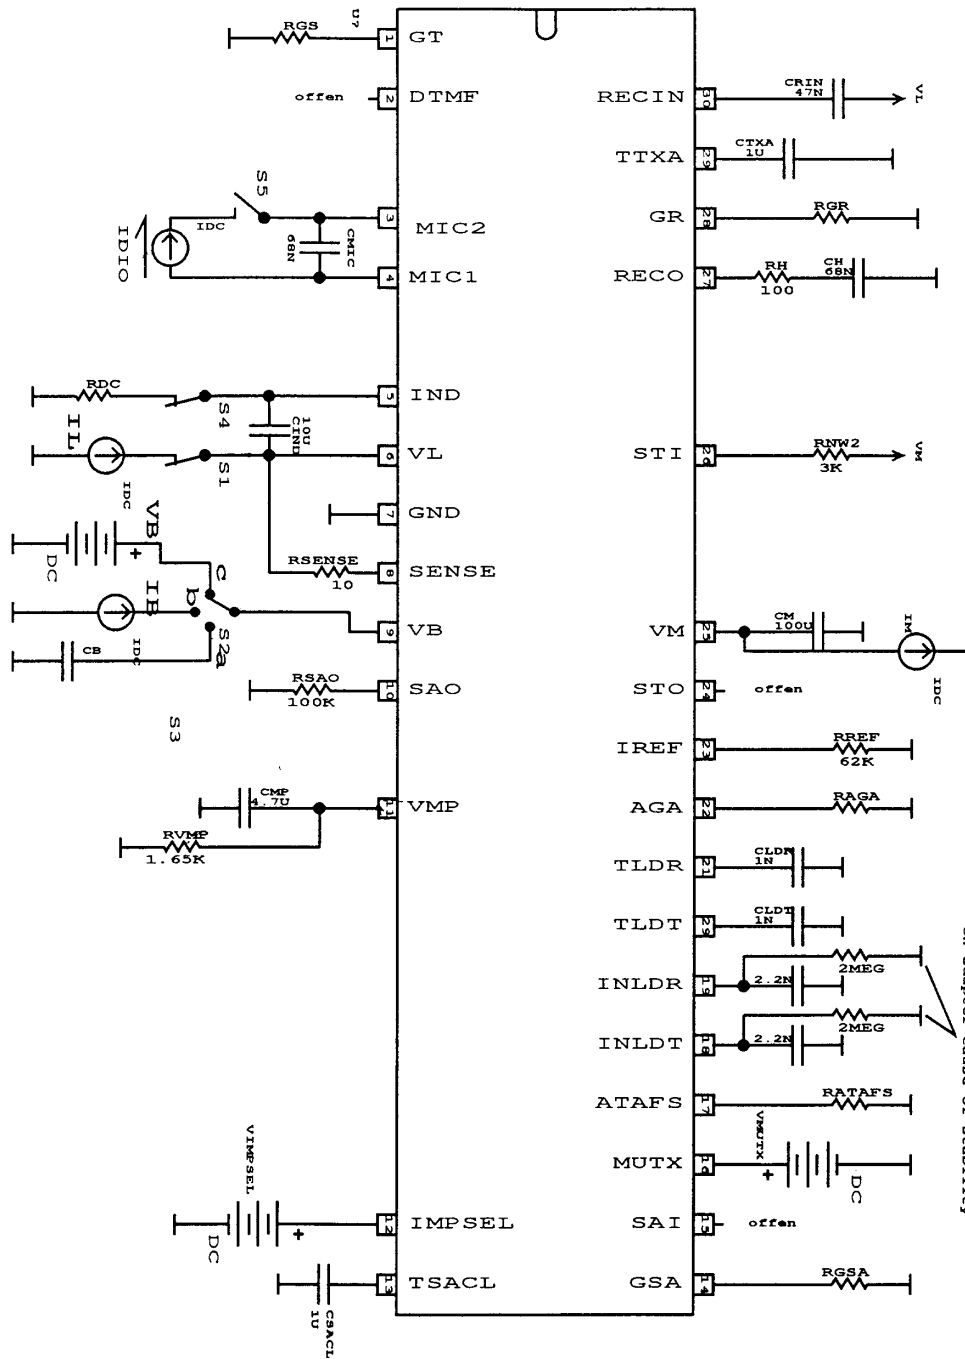 U?
RGS
1
GT
offen
2
DTMF
S5
IDC
3
MIC2
IDIO
CMIC
68N
4
MIC1
RDC
S4
5
IND
10U
CIND
IL
IDC
S1
6
VL
7
GND
VB
DC
+
RSENSE
10
8
SENSE
c
b
IB
IDC
S2a
9
VB
CB
RSAO
100K
10
SAO
S3
CMP
4.7U
11
VMP
RVMP
1.65K
VIMPSEL
DC
+
12
IMPSEL
CSACL
1U
13
TSACL
RECIN
30
CRIN
47N
VL
TTXA
29
CTXA
1U
GR
28
RGR
RECO
27
RH
100
CH
68N
STI
26
RNW2
3K
VM
VM
25
CM
100U
IM
IDC
STO
24
offen
IREF
23
RREF
62K
AGA
22
RAGA
TLDR
21
CLDR
1N
TLDT
29
CLDT
1N
INLDR
19
2.2N
2MEG
INLDT
18
2.2N
2MEG
ATAFS
17
RATAFS
MUTX
16
VMUTX
+
DC
SAI
15
offen
GSA
14
RGSA